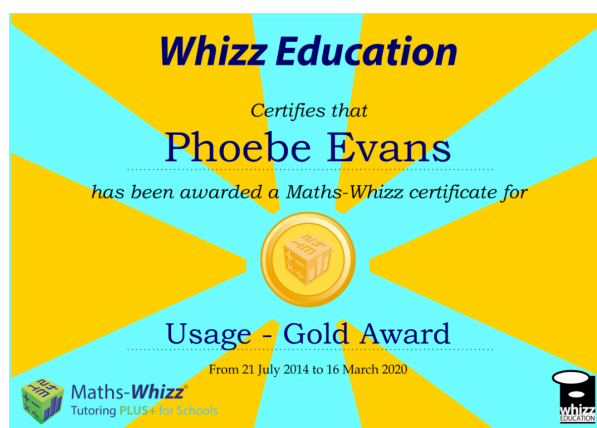 Whizz Education
Certifies that
Phoebe Evans
has been awarded a Maths-Whizz certificate for
Usage - Gold Award
From 21 July 2014 to 16 March 2020
Maths-Whizz®
Tutoring PLUS+ for Schools
whizz
EDUCATION